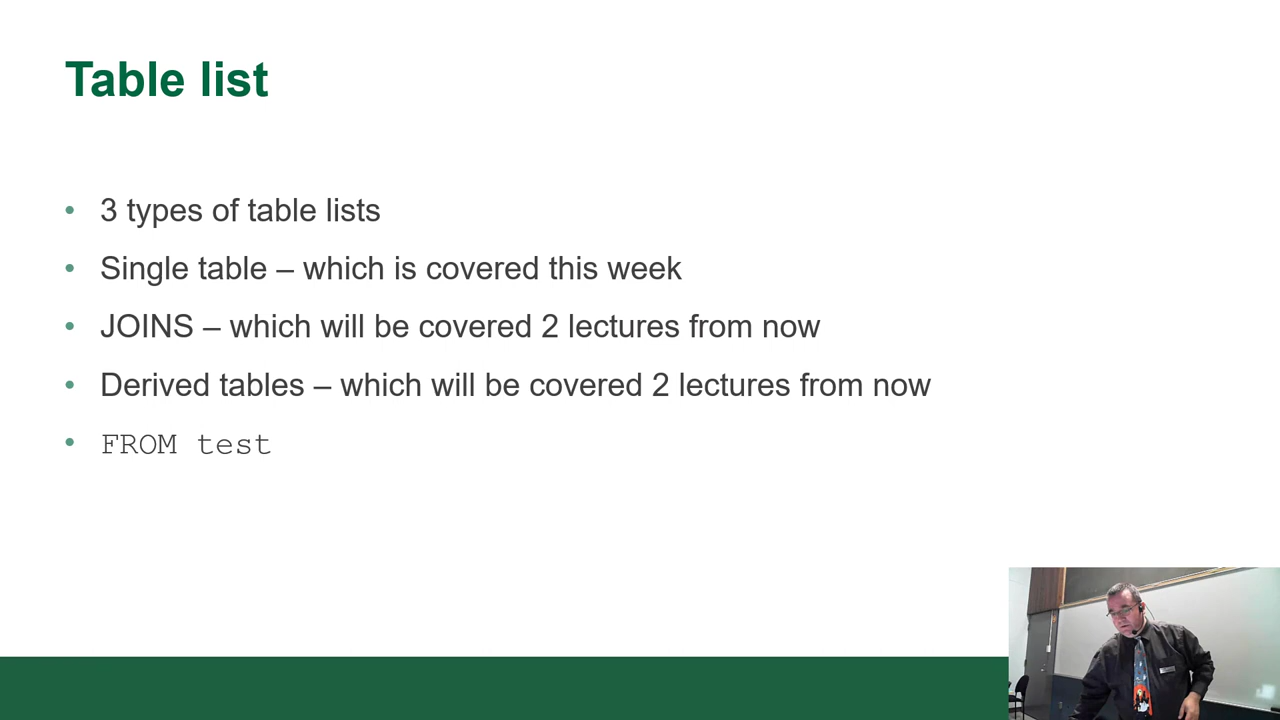 Table list
• 3 types of table lists
• Single table – which is covered this week
• JOINS – which will be covered 2 lectures from now
• Derived tables – which will be covered 2 lectures from now
• FROM test